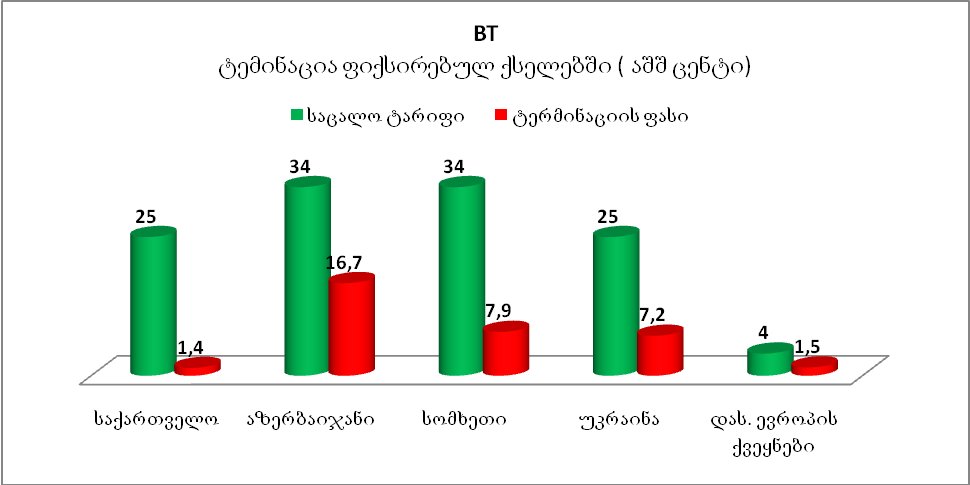 BT
ტემინაცია ფიქსირებულ ქსელებში ( აშშ ცენტი)
საცალო ტარიფი ტერმინაციის ფასი
25 1,4 34 16,7 34 7,9 25 7,2 4 1,5
საქართველო აზერბაიჯანი სომხეთი უკრაინა დას. ევროპის
ქვეყნები